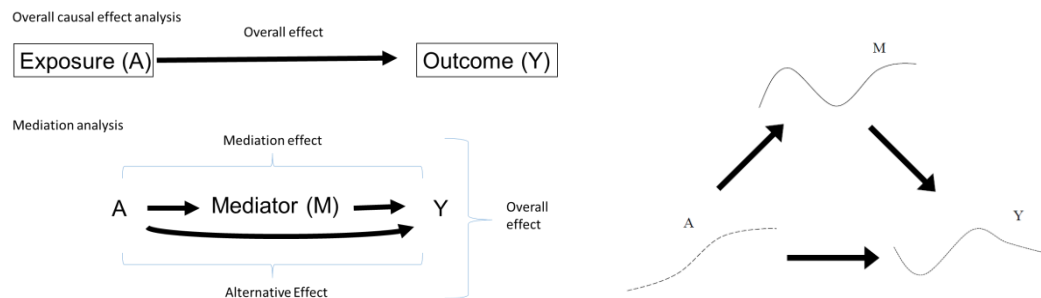 Overall causal effect analysis
Overall effect
Exposure (A)
Outcome (Y)
Mediation analysis
Mediation effect
A
Mediator (M)
Y
Overall
effect
Alternative Effect
M
A
Y